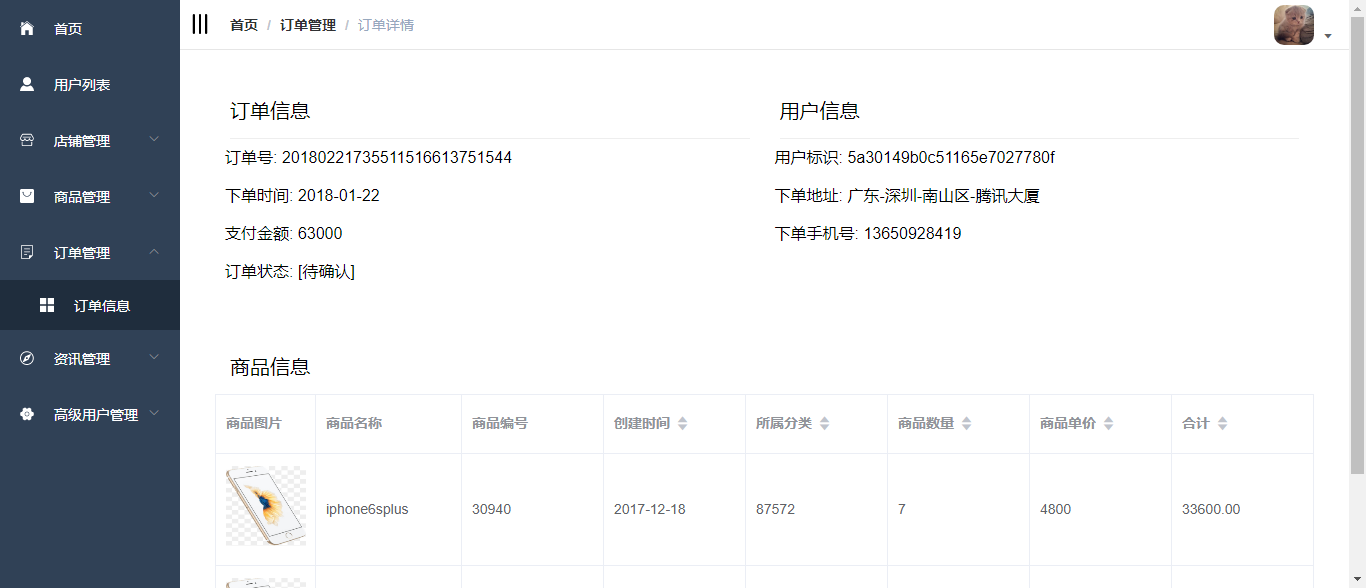 首页
用户列表
店铺管理
商品管理
订单管理
订单信息
资讯管理
高级用户管理
首页 / 订单管理 / 订单详情
订单信息
订单号: 20180221735511516613751544
下单时间: 2018-01-22
支付金额: 63000
订单状态: [待确认]
用户信息
用户标识: 5a30149b0c51165e7027780f
下单地址: 广东-深圳-南山区-腾讯大厦
下单手机号: 13650928419
商品信息
商品图片 商品名称 商品编号 创建时间 所属分类 商品数量 商品单价 合计
iphone6splus 30940 2017-12-18 87572 7 4800 33600.00